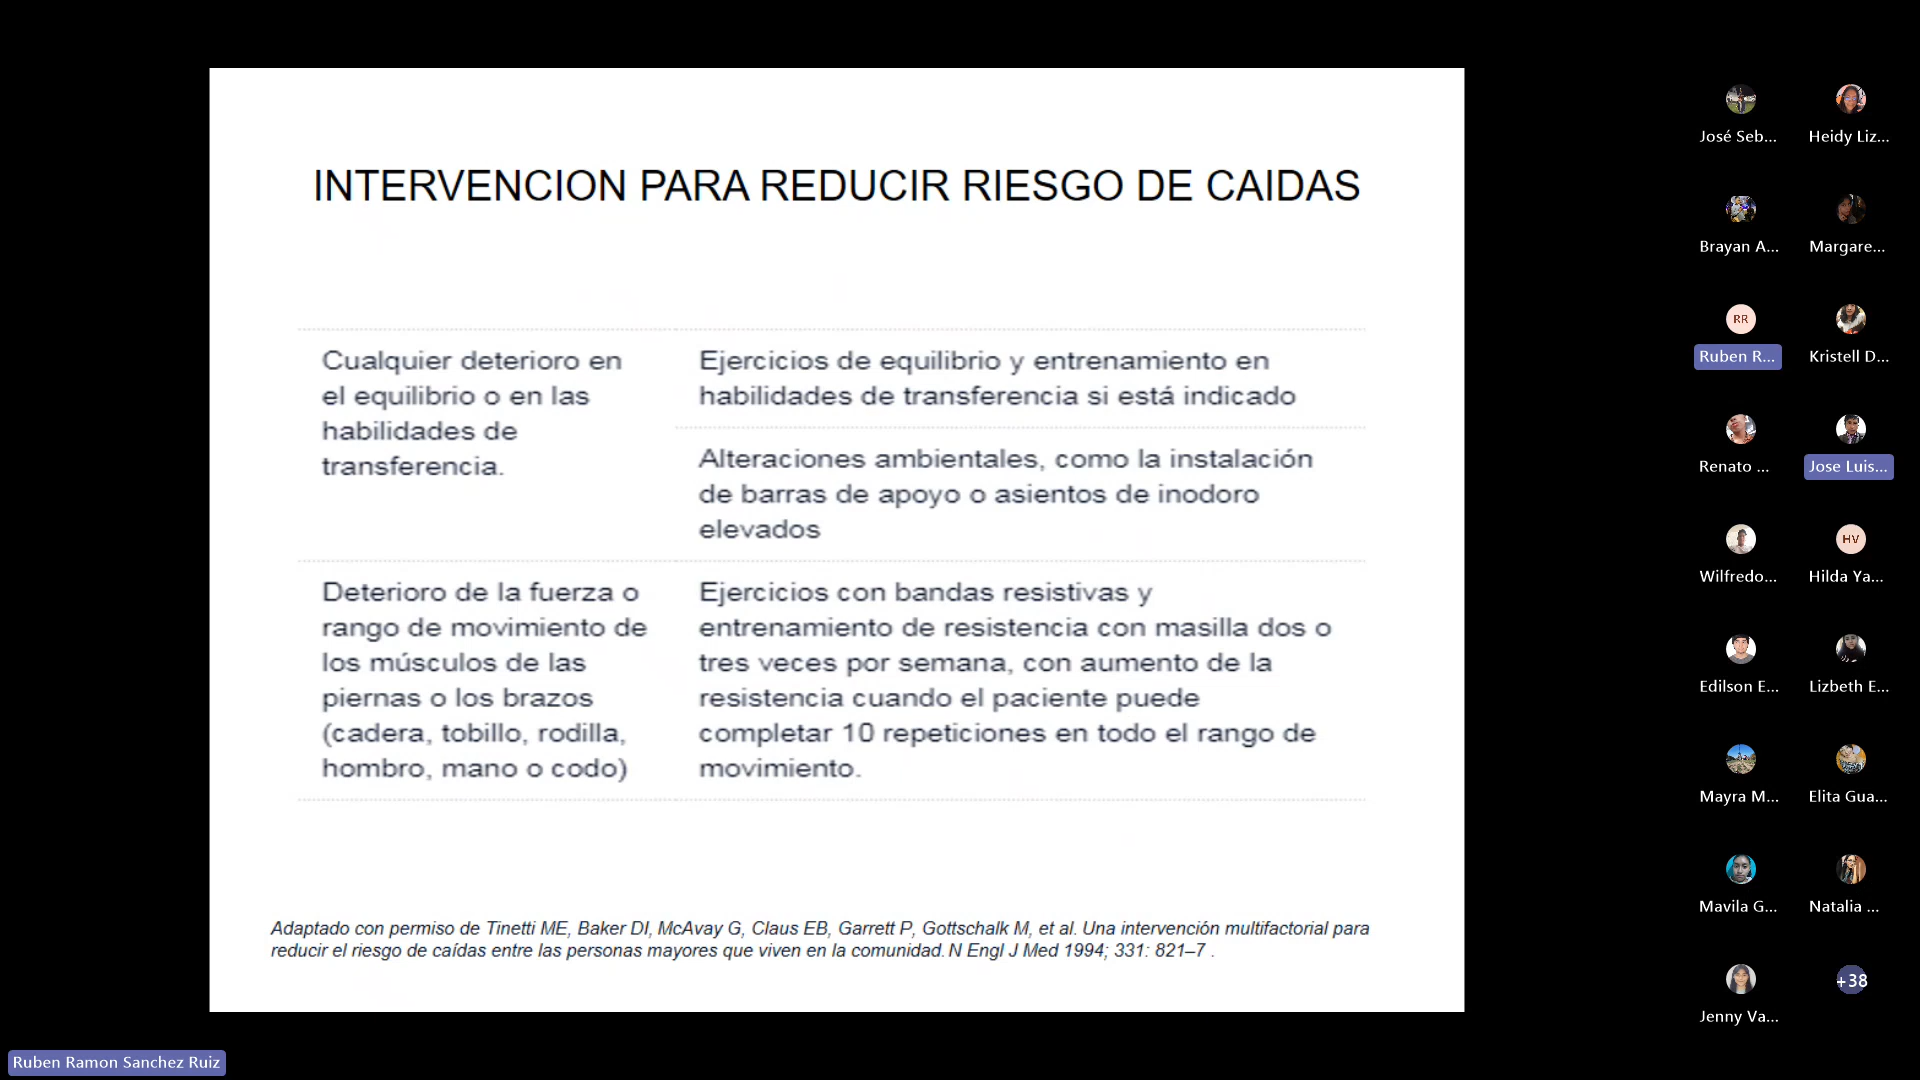 INTERVENCION PARA REDUCIR RIESGO DE CAIDAS
Cualquier deterioro en
el equilibrio o en las
habilidades de
transferencia.
Ejercicios de equilibrio y entrenamiento en
habilidades de transferencia si está indicado
Alteraciones ambientales, como la instalación
de barras de apoyo o asientos de inodoro
elevados
Deterioro de la fuerza o
rango de movimiento de
los músculos de las
piernas o los brazos
(cadera, tobillo, rodilla,
hombro, mano o codo)
Ejercicios con bandas resistivas y
entrenamiento de resistencia con masilla dos o
tres veces por semana, con aumento de la
resistencia cuando el paciente puede
completar 10 repeticiones en todo el rango de
movimiento.
Adaptado con permiso de Tinetti ME, Baker DI, McAvay G, Claus EB, Garrett P, Gottschalk M, et al. Una intervención multifactorial para
reducir el riesgo de caídas entre las personas mayores que viven en la comunidad. N Engl J Med 1994; 331: 821–7 .
José Seb...
Heidy Liz...
Brayan A...
Margare...
RR
Ruben R...
Kristell D...
Renato ...
Jose Luis...
Wilfredo...
HV
Hilda Ya...
Edilson E...
Lizbeth E...
Mayra M...
Elita Gua...
Mavila G...
Natalia ...
Jenny Va...
+38
Ruben Ramon Sanchez Ruiz